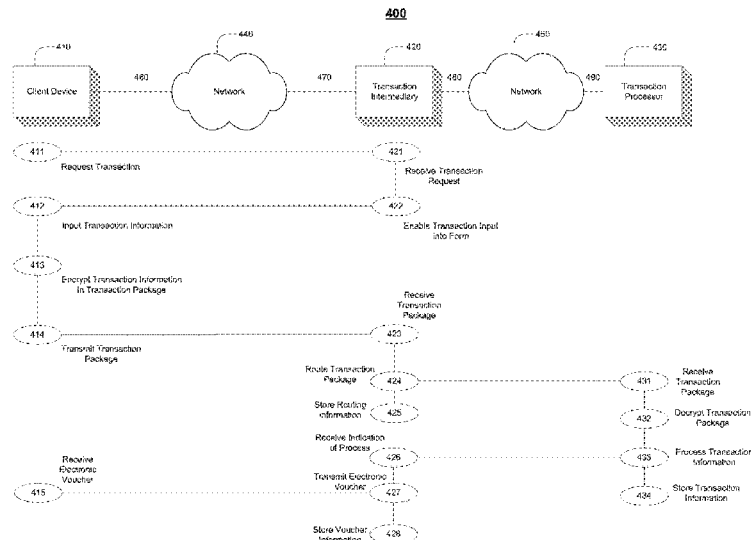 400
410
440
420
450
430
Client Device
460
Network
470
Transaction
Intermediary
480
Network
490
Transaction
Processor
411
Request Transaction
421
Receive Transaction
Request
412
Input Transaction Information
422
Enable Transaction Input
into Form
413
Encrypt Transaction Information
in Transaction Package
Receive
Transaction
Package
414
Transmit Transaction
Package
423
Route Transaction
Package
424
431
Receive
Transaction
Package
Store Routing
Information
425
432
Decrypt Transaction
Package
Receive Indication
of Process
426
433
Process Transaction
Information
Receive
Electronic
Voucher
415
Transmit Electronic
Voucher
427
434
Store Transaction
Information
Store Voucher
Information
428